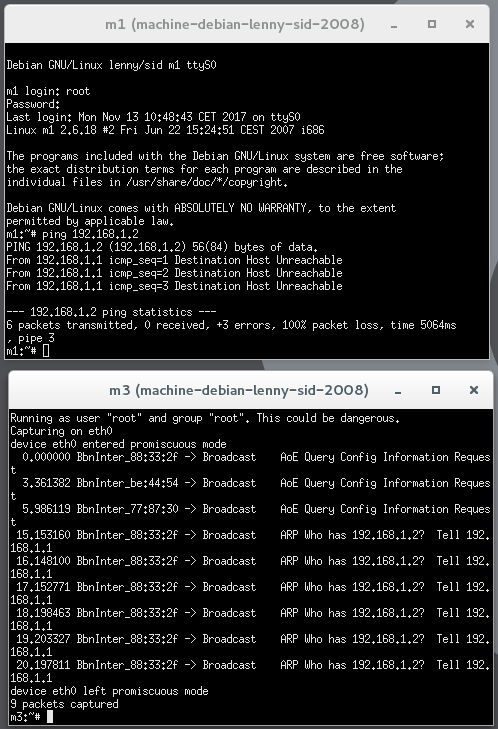 m1 (machine-debian-lenny-sid-2008)
Debian GNU/Linux lenny/sid m1 ttyS0
m1 login: root
Password:
Last login: Mon Nov 13 10:48:43 CET 2017 on ttyS0
Linux m1 2.6.18 #2 Fri Jun 22 15:24:51 CEST 2007 i686
The programs included with the Debian GNU/Linux system are free software;
the exact distribution terms for each program are described in the
individual files in /usr/share/doc/*/copyright.
Debian GNU/Linux comes with ABSOLUTELY NO WARRANTY, to the extent
permitted by applicable law.
m1:~# ping 192.168.1.2
PING 192.168.1.2 (192.168.1.2) 56(84) bytes of data.
From 192.168.1.1 icmp_seq=1 Destination Host Unreachable
From 192.168.1.1 icmp_seq=2 Destination Host Unreachable
From 192.168.1.1 icmp_seq=3 Destination Host Unreachable
--- 192.168.1.2 ping statistics ---
6 packets transmitted, 0 received, +3 errors, 100% packet loss, time 5064ms
, pipe 3
m1:~#
m3 (machine-debian-lenny-sid-2008)
Running as user "root" and group "root". This could be dangerous.
Capturing on eth0
device eth0 entered promiscuous mode
0.000000 BbnInter_88:33:2f -> Broadcast    AoE Query Config Information Reques
t
3.361382 BbnInter_be:44:54 -> Broadcast    AoE Query Config Information Reques
t
5.986119 BbnInter_77:87:30 -> Broadcast    AoE Query Config Information Reques
t
15.153160 BbnInter_88:33:2f -> Broadcast    ARP Who has 192.168.1.2?  Tell 192.
168.1.1
16.148100 BbnInter_88:33:2f -> Broadcast    ARP Who has 192.168.1.2?  Tell 192.
168.1.1
17.152771 BbnInter_88:33:2f -> Broadcast    ARP Who has 192.168.1.2?  Tell 192.
168.1.1
18.198463 BbnInter_88:33:2f -> Broadcast    ARP Who has 192.168.1.2?  Tell 192.
168.1.1
19.203327 BbnInter_88:33:2f -> Broadcast    ARP Who has 192.168.1.2?  Tell 192.
168.1.1
20.197811 BbnInter_88:33:2f -> Broadcast    ARP Who has 192.168.1.2?  Tell 192.
168.1.1
device eth0 left promiscuous mode
9 packets captured
m3:~#